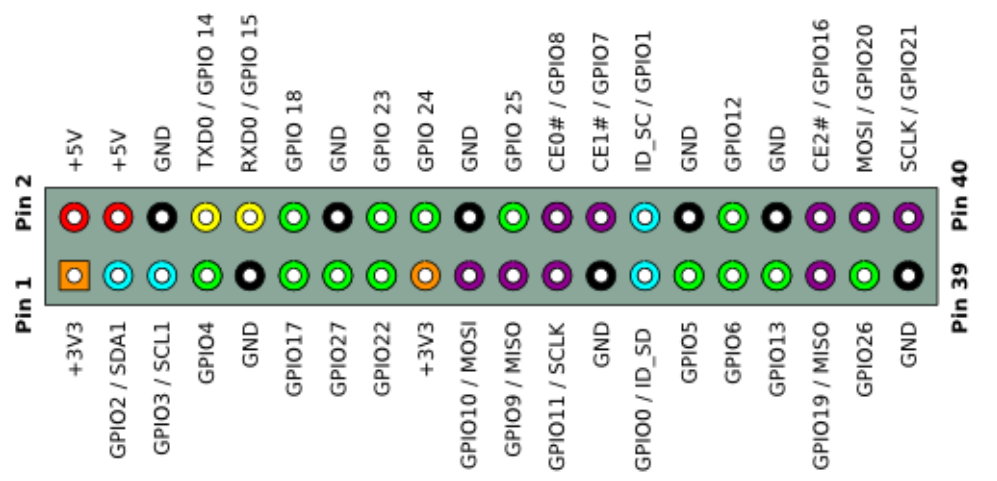 +5V
+5V
GND
TXD0 / GPIO 14
RXD0 / GPIO 15
GPIO 18
GND
GPIO 23
GPIO 24
GND
GPIO 25
CE0# / GPIO8
CE1# / GPIO7
ID_SC / GPIO1
GND
GPIO12
GND
CE2# / GPIO16
MOSI / GPIO20
SCLK / GPIO21
Pin 2
Pin 40
Pin 1
Pin 39
+3V3
GPIO2 / SDA1
GPIO3 / SCL1
GPIO4
GND
GPIO17
GPIO27
GPIO22
+3V3
GPIO10 / MOSI
GPIO9 / MISO
GPIO11 / SCLK
GND
GPIO0 / ID_SD
GPIO5
GPIO6
GPIO13
GPIO19 / MISO
GPIO26
GND